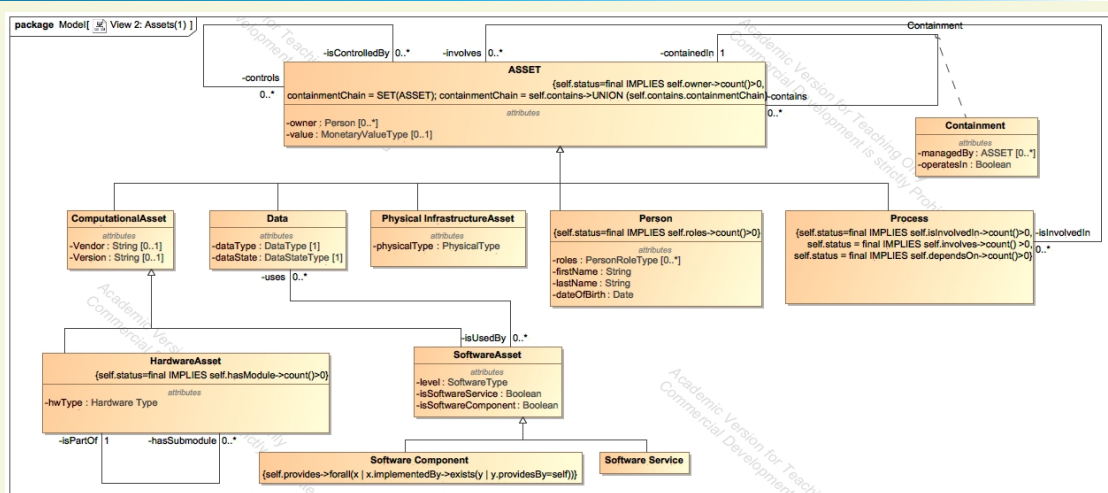 package Model[ View 2: Assets(1) ]
Containment
-isControlledBy 0..* -involves 0..* -containedIn 1
-controls
0..*
ASSET
{self.status=final IMPLIES self.owner->count()>0,
containmentChain = SET(ASSET); containmentChain = self.contains->UNION (self.contains.containmentChain)
-contains
0..*
attributes
-owner : Person [0..*]
-value : MonetaryValueType [0..1]
Containment
attributes
-managedBy : ASSET [0..*]
-operatesIn : Boolean
ComputationalAsset
attributes
-Vendor : String [0..1]
-Version : String [0..1]
Data
attributes
-dataType : DataType [1]
-dataState : DataStateType [1]
-uses 0..*
Physical InfrastructureAsset
attributes
-physicalType : PhysicalType
Person
{self.status=final IMPLIES self.roles->count()>0}
attributes
-roles : PersonRoleType [0..*]
-firstName : String
-lastName : String
-dateOfBirth : Date
Process
{self.status=final IMPLIES self.isInvolvedIn->count()>0,
self.status = final IMPLIES self.involves->count()>0,
self.status = final IMPLIES self.dependsOn->count()>0}
-isInvolvedIn
0..*
-isUsedBy 0..*
HardwareAsset
{self.status=final IMPLIES self.hasModule->count()>0}
attributes
-hwType : Hardware Type
-isPartOf 1 -hasSubmodule 0..*
SoftwareAsset
attributes
-level : SoftwareType
-isSoftwareService : Boolean
-isSoftwareComponent : Boolean
Software Component
{self.provides->forall(x | x.implementedBy->exists(y | y.providesBy=self))}
Software Service
Academic Version for Teaching
Commercial Development